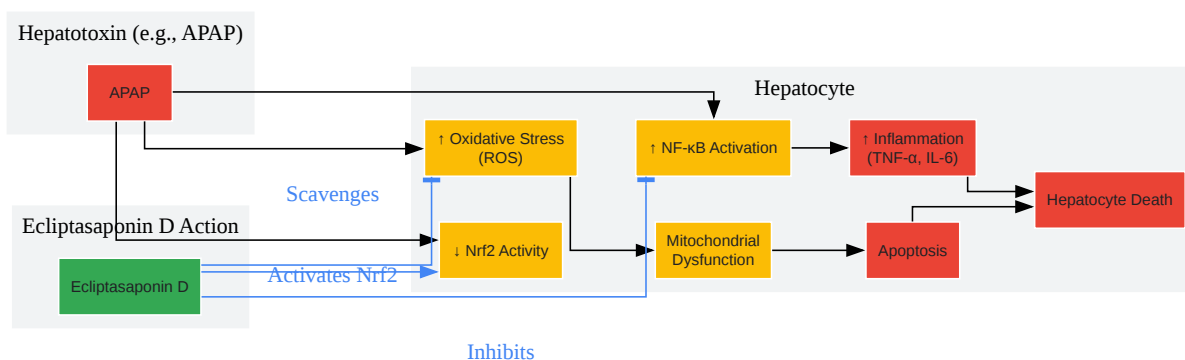 Hepatotoxin (e.g., APAP)
APAP
Hepatocyte
↑ Oxidative Stress
(ROS)
↑ NF-κB Activation
↑ Inflammation
(TNF-α, IL-6)
Scavenges
Hepatocyte Death
Ecliptasaponin D Action
↓ Nrf2 Activity
Mitochondrial
Dysfunction
Apoptosis
Activates Nrf2
Ecliptasaponin D
Inhibits